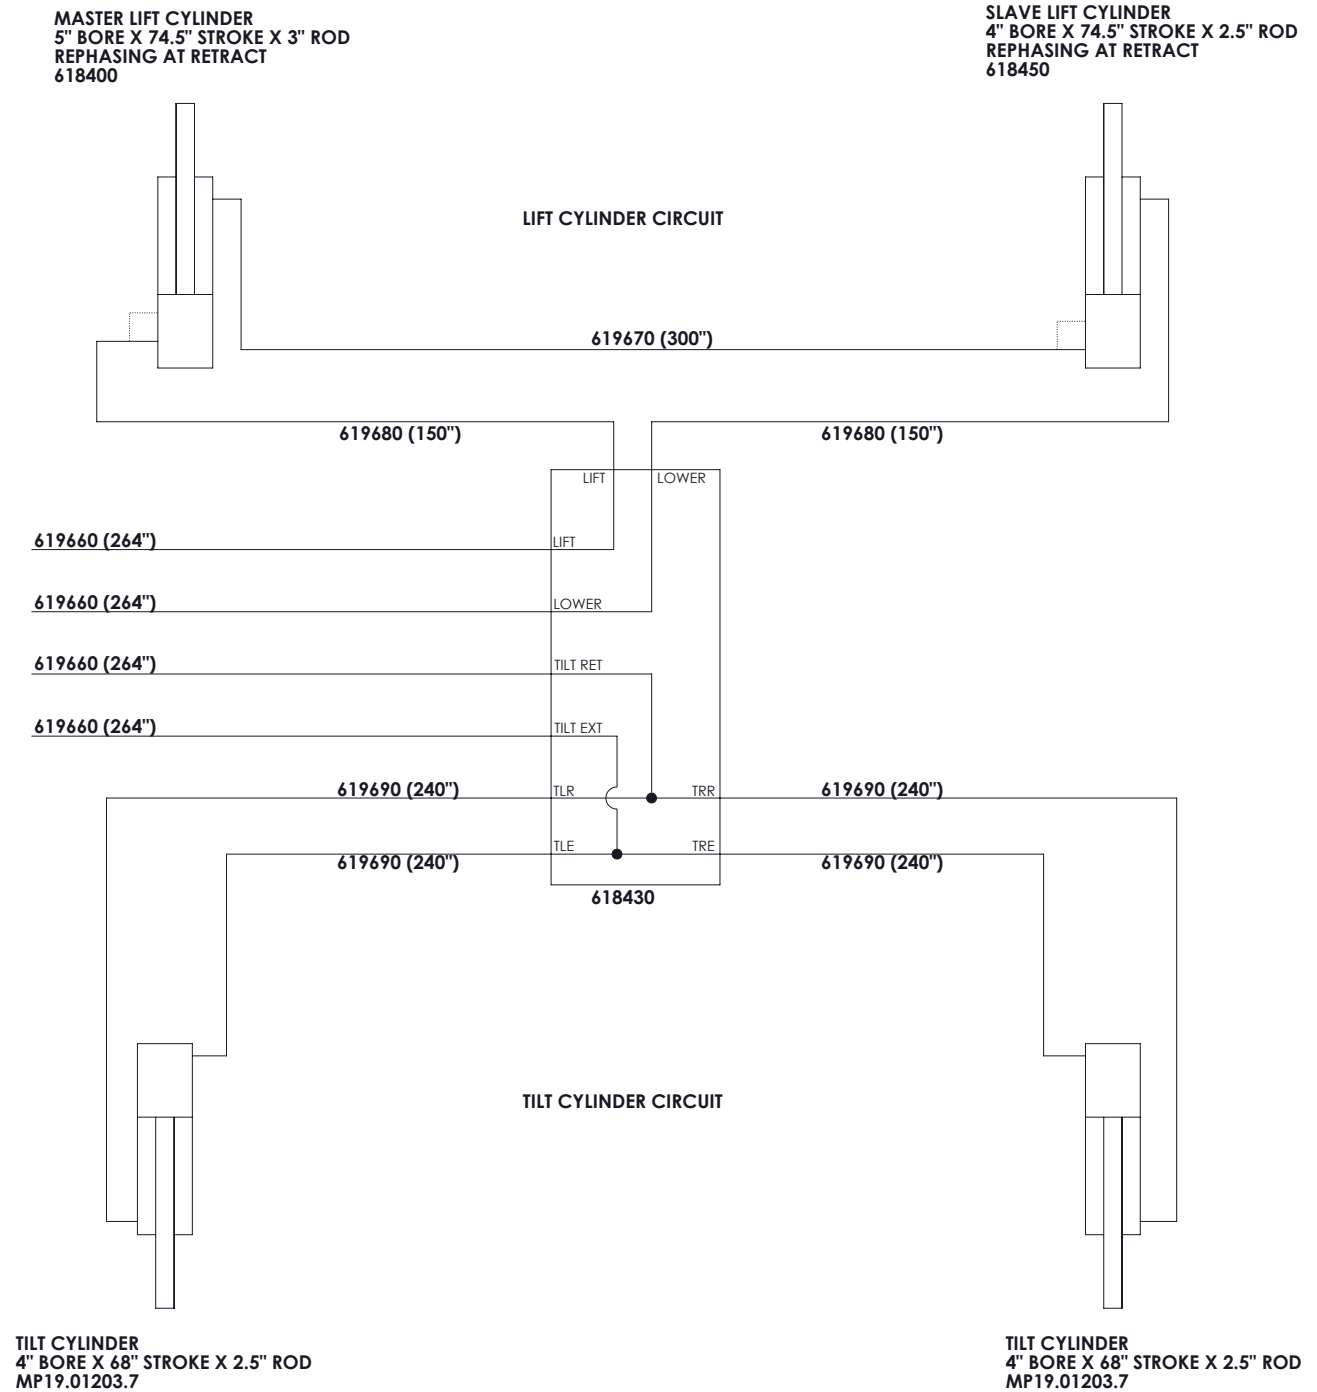 MASTER LIFT CYLINDER
5" BORE X 74.5" STROKE X 3" ROD
REPHASING AT RETRACT
618400
SLAVE LIFT CYLINDER
4" BORE X 74.5" STROKE X 2.5" ROD
REPHASING AT RETRACT
618450
LIFT CYLINDER CIRCUIT
619670 (300")
619680 (150")
619680 (150")
LIFT
LOWER
619660 (264")
LIFT
619660 (264")
LOWER
619660 (264")
TILT RET
619660 (264")
TILT EXT
619690 (240")
TLR
TRR
619690 (240")
619690 (240")
TLE
TRE
619690 (240")
618430
TILT CYLINDER CIRCUIT
TILT CYLINDER
4" BORE X 68" STROKE X 2.5" ROD
MP19.01203.7
TILT CYLINDER
4" BORE X 68" STROKE X 2.5" ROD
MP19.01203.7